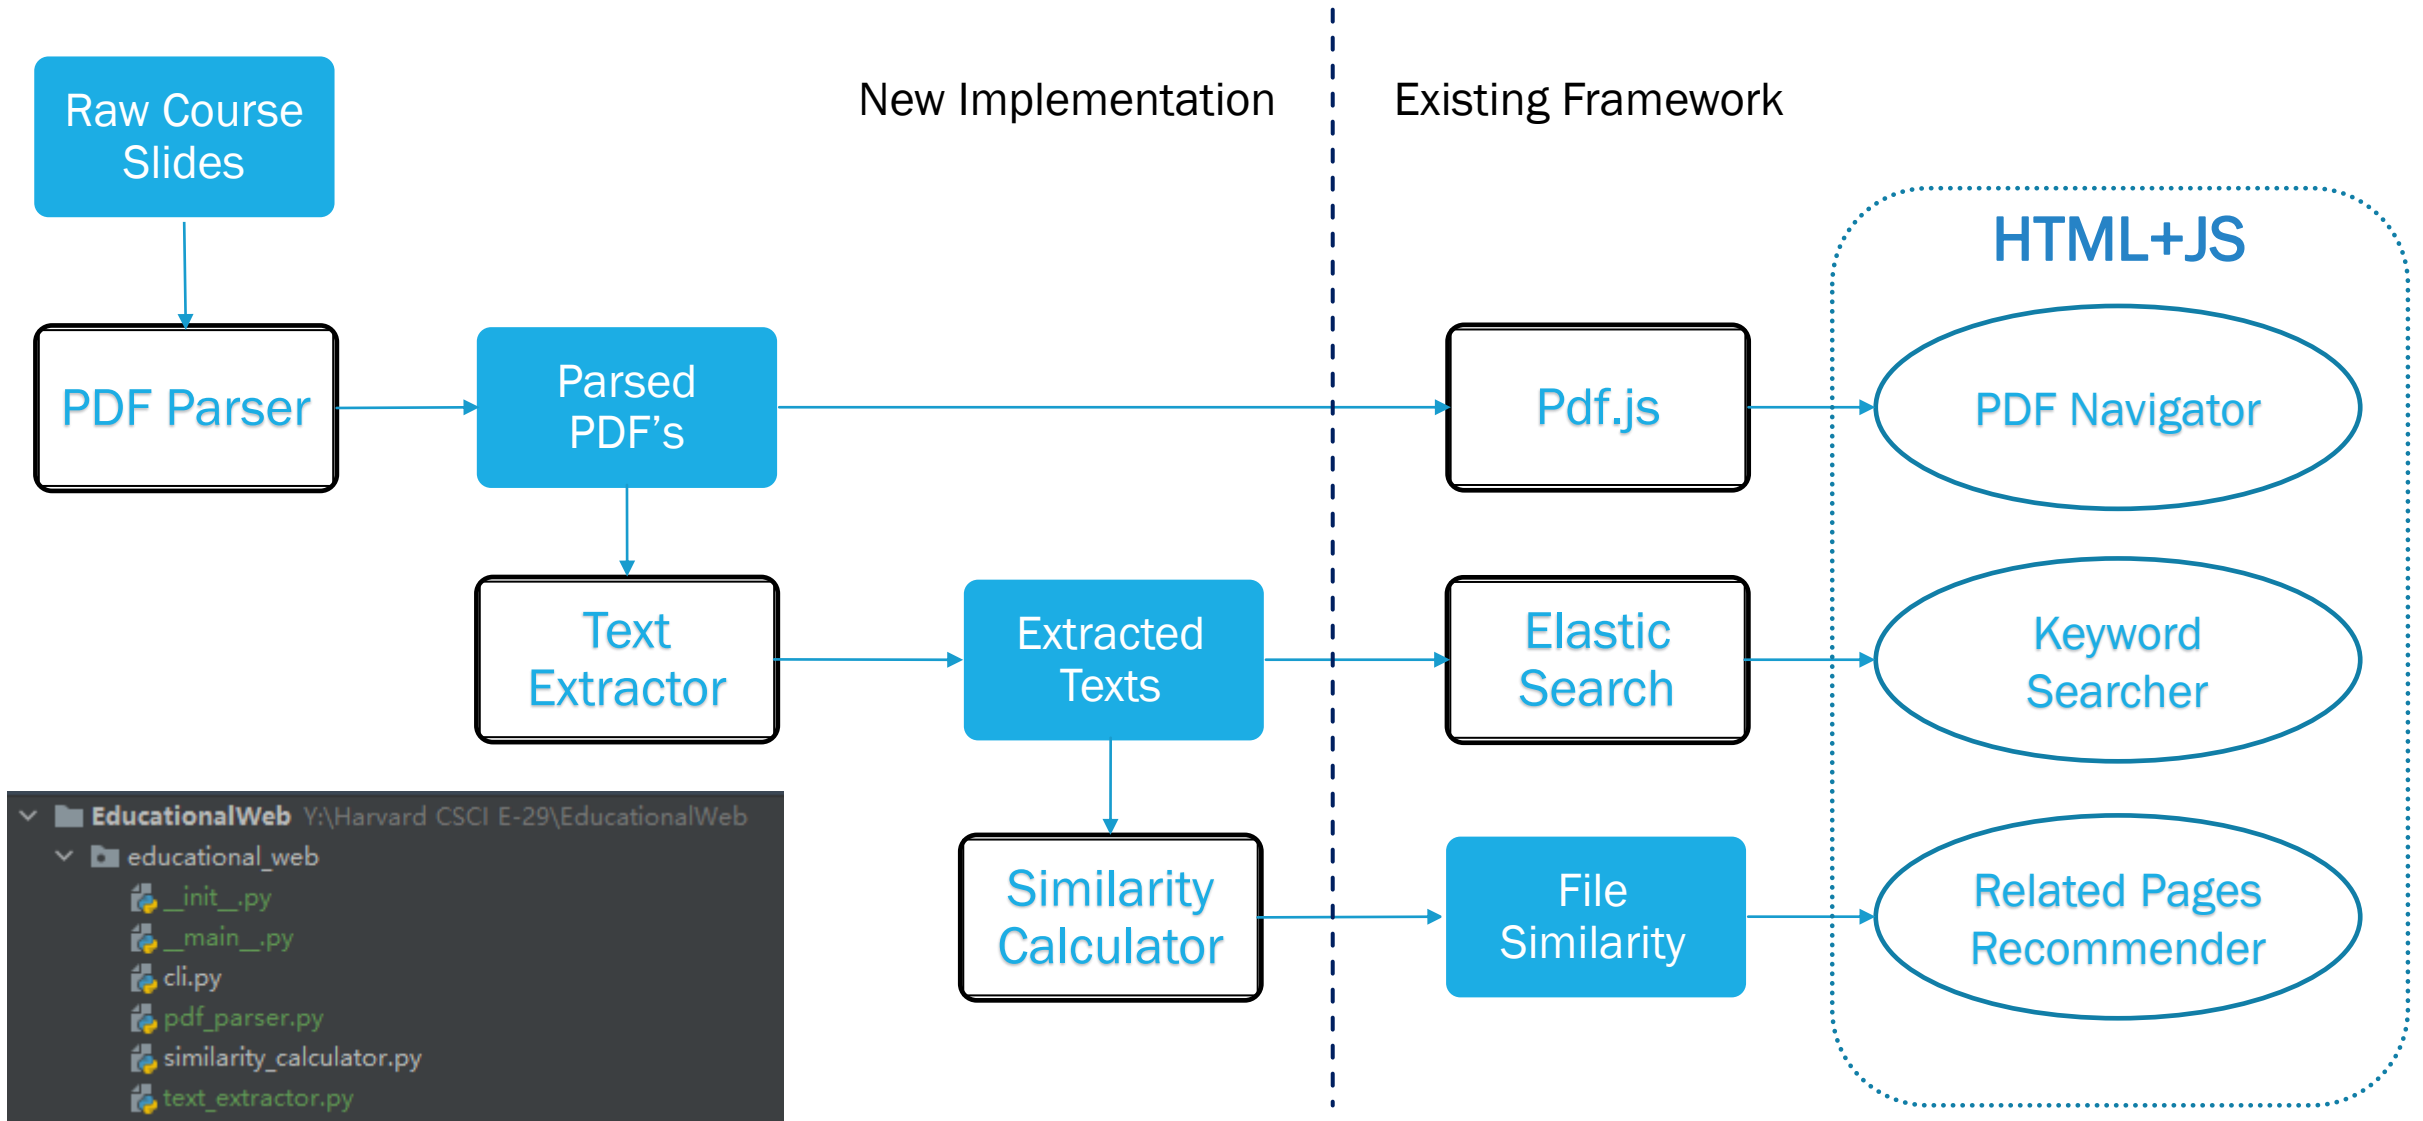 Raw Course
Slides
New Implementation
Existing Framework
HTML+JS
PDF Parser
Parsed
PDF’s
Pdf.js
PDF Navigator
Text
Extractor
Extracted
Texts
Elastic
Search
Keyword
Searcher
Similarity
Calculator
File
Similarity
Related Pages
Recommender
EducationalWeb Y:\Harvard CSCI E-29\EducationalWeb
educational_web
__init__.py
__main__.py
cli.py
pdf_parser.py
similarity_calculator.py
text_extractor.py